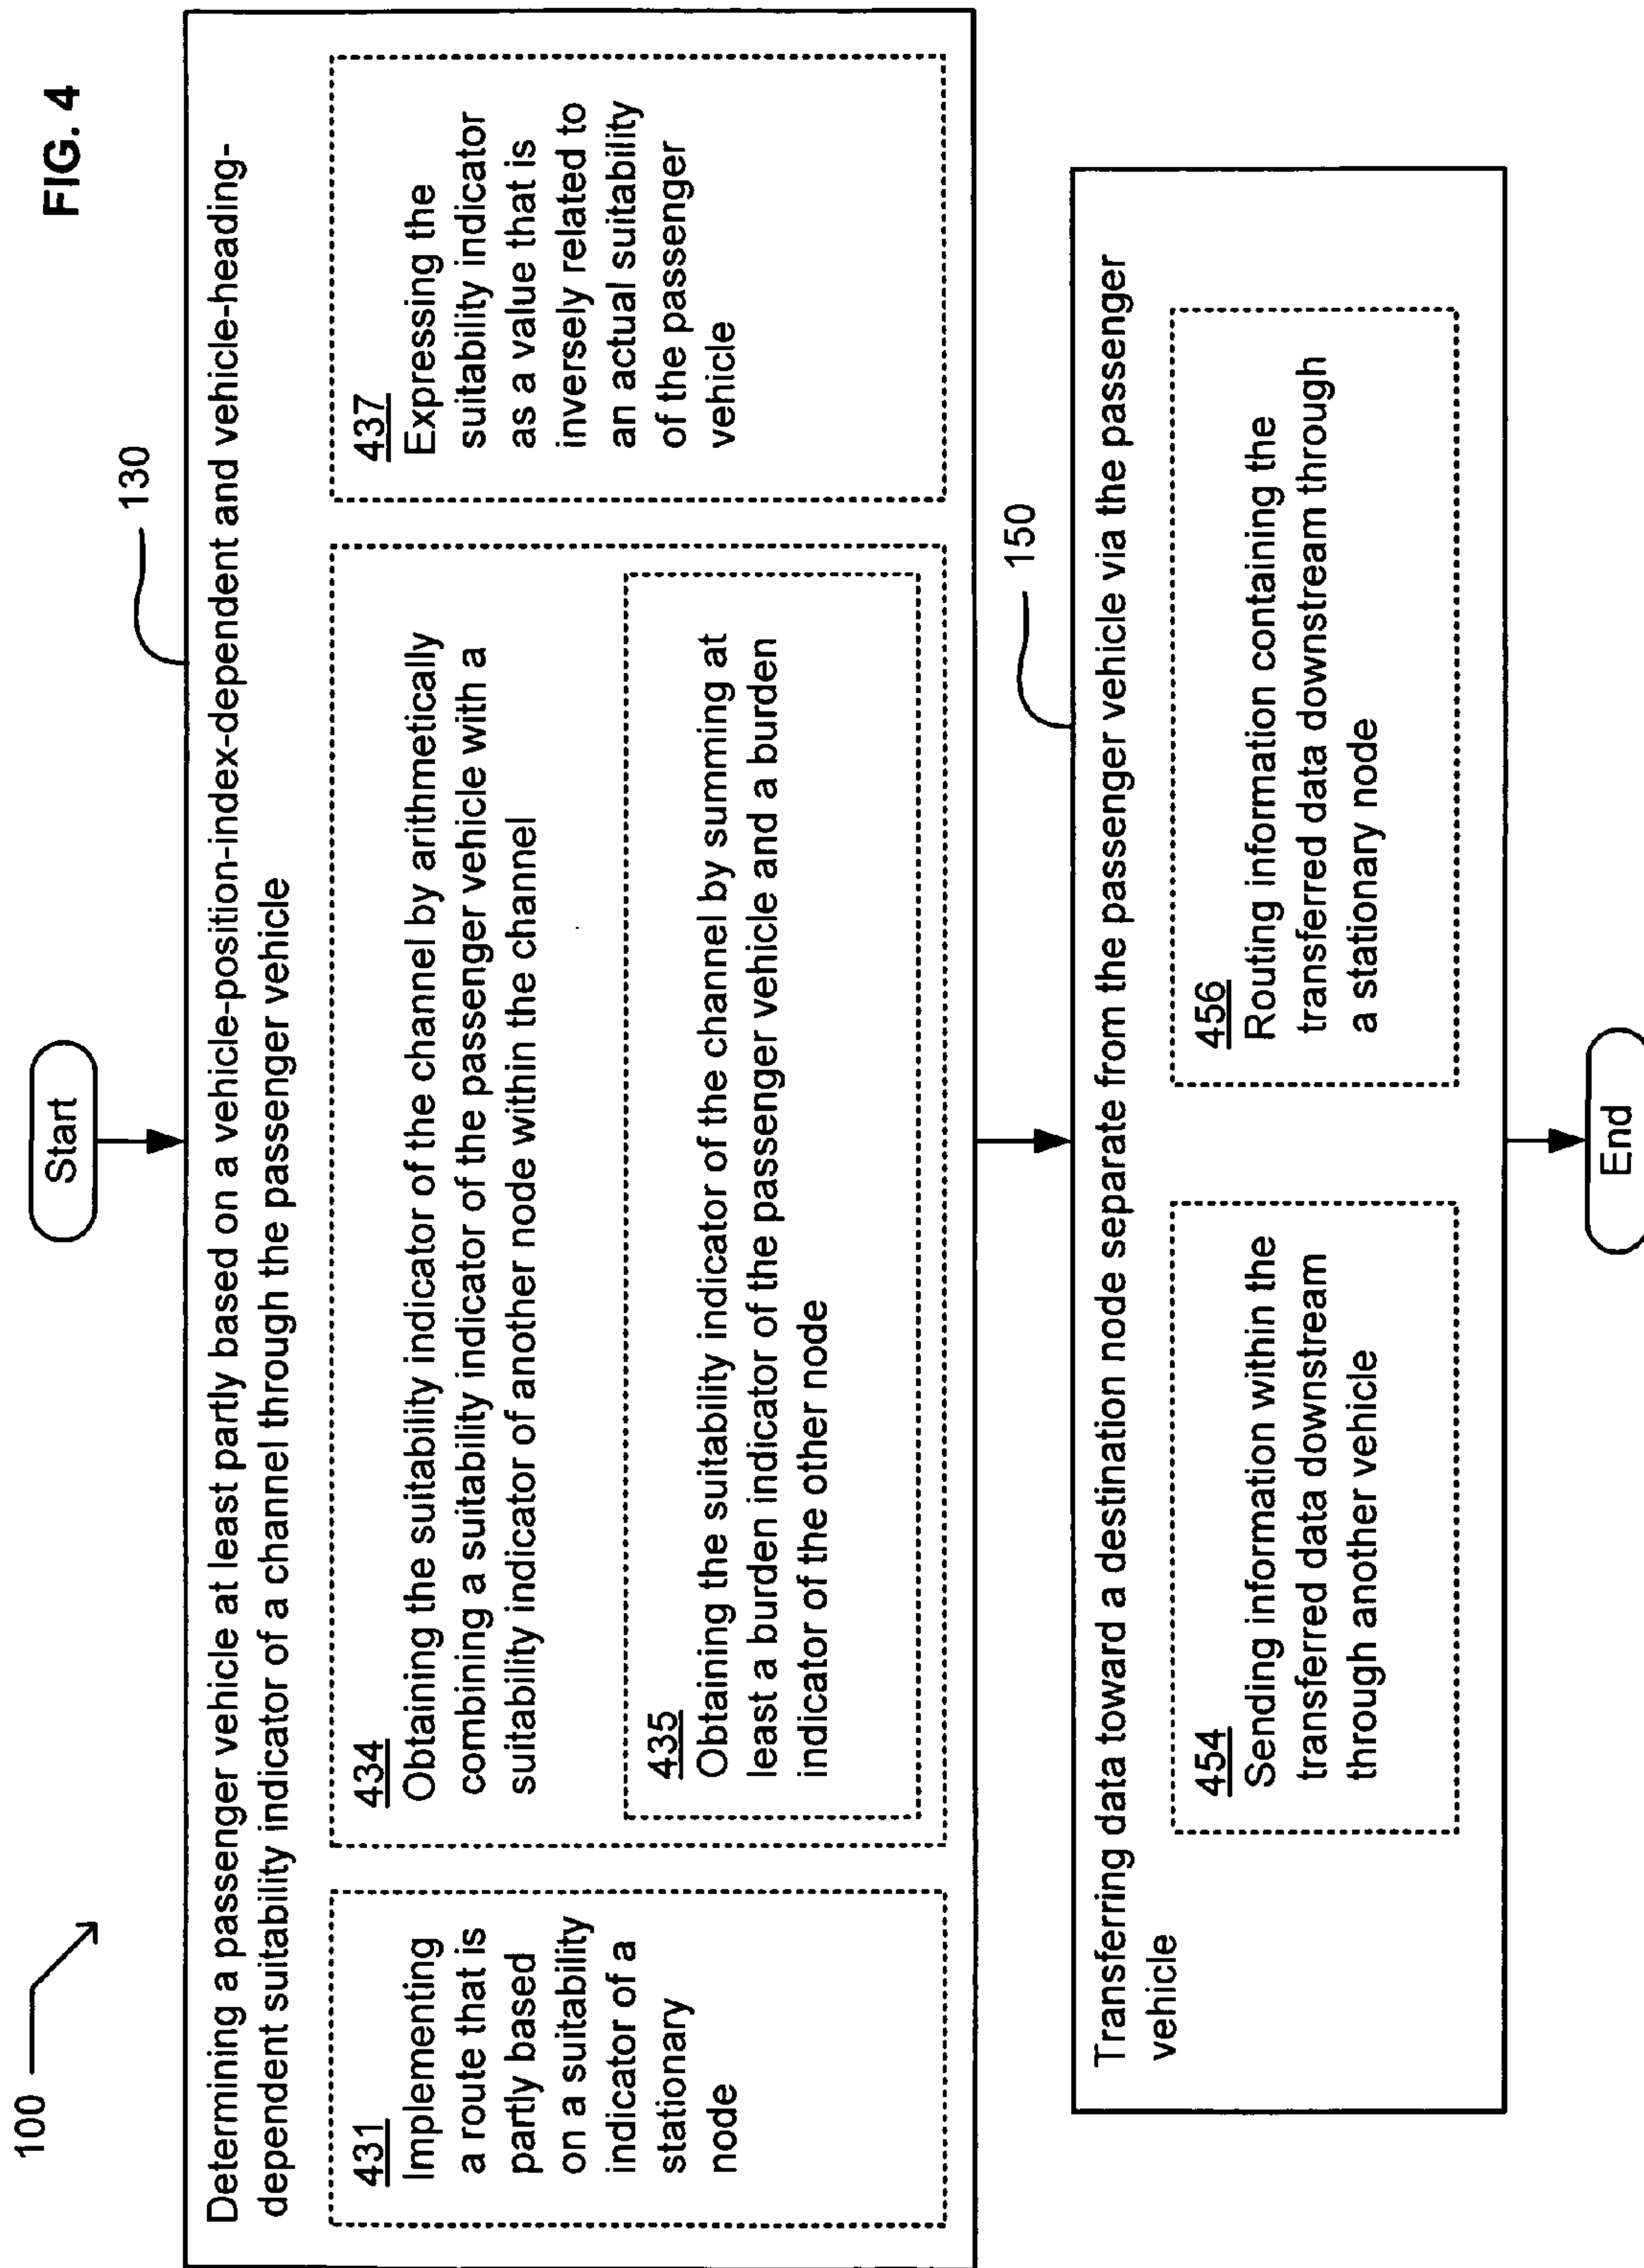 FIG. 4
100
Start
130
Determining a passenger vehicle at least partly based on a vehicle-position-index-dependent and vehicle-heading-
dependent suitability indicator of a channel through the passenger vehicle
431
Implementing
a route that is
partly based
on a suitability
indicator of a
stationary
node
434
Obtaining the suitability indicator of the channel by arithmetically
combining a suitability indicator of the passenger vehicle with a
suitability indicator of another node within the channel
435
Obtaining the suitability indicator of the channel by summing at
least a burden indicator of the passenger vehicle and a burden
indicator of the other node
437
Expressing the
suitability indicator
as a value that is
inversely related to
an actual suitability
of the passenger
vehicle
150
Transferring data toward a destination node separate from the passenger vehicle via the passenger
vehicle
454
Sending information within the
transferred data downstream
through another vehicle
456
Routing information containing the
transferred data downstream through
a stationary node
End